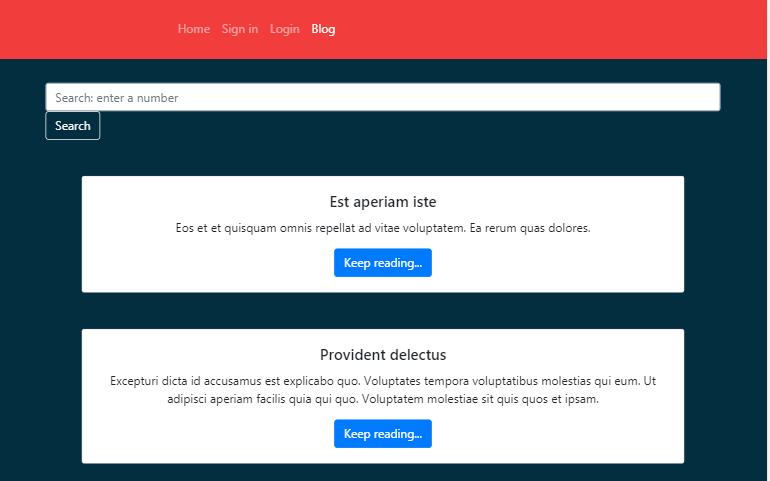 Home Sign in Login Blog
Search: enter a number
Search
Est aperiam iste
Eos et et quisquam omnis repellat ad vitae voluptatem. Ea rerum quas dolores.
Keep reading...
Provident delectus
Excepturi dicta id accusamus est explicabo quo. Voluptates tempora voluptatibus molestias qui eum. Ut
adipisci aperiam facilis quia qui quo. Voluptatem molestiae sit quis quos et ipsam.
Keep reading...